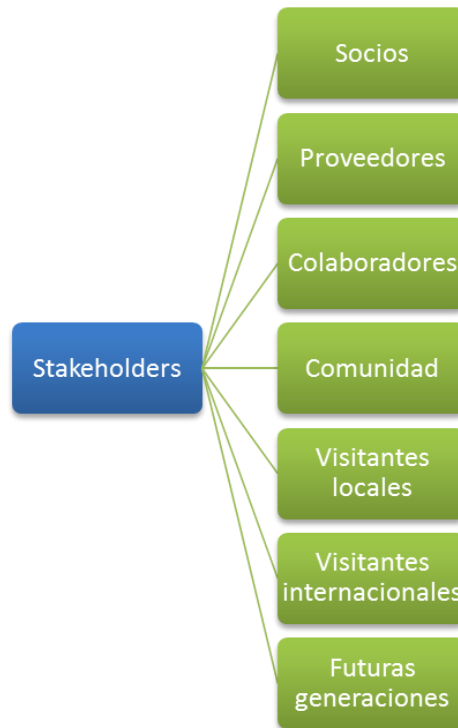 Socios
Proveedores
Colaboradores
Stakeholders
Comunidad
Visitantes
locales
Visitantes
internacionales
Futuras
generaciones